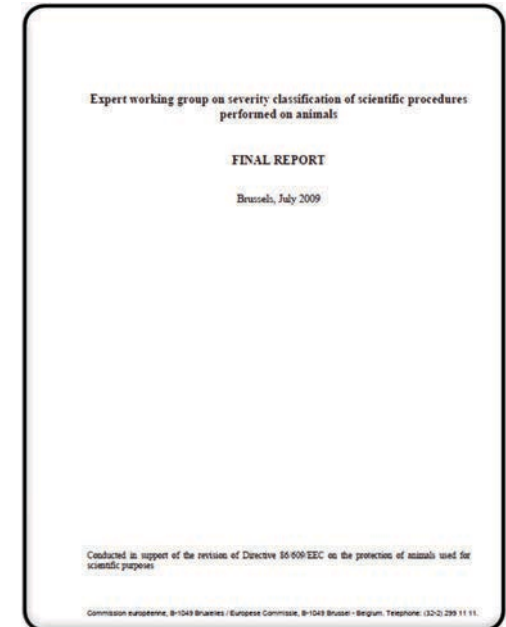 Expert working group on severity classification of scientific procedures
performed on animals
FINAL REPORT
Brussels, July 2009
Conducted in support of the revision of Directive 86/609/EEC on the protection of animals used for
scientific purposes
Commission européenne, B-1049 Bruxelles / Europese Commissie, B-1049 Brussel - Belgium. Telephone: (32-2) 299 11 11.